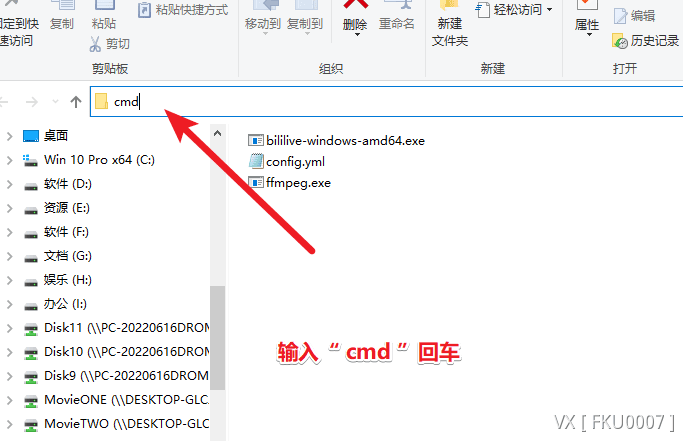 固定到快
速访问
复制
粘贴
粘贴快捷方式
剪切
剪贴板
移动到
复制到
删除
重命名
组织
新建
文件夹
轻松访问
新建
属性
编辑
历史记录
打开
cmd
桌面
Win 10 Pro x64 (C:)
软件 (D:)
资源 (E:)
软件 (F:)
文档 (G:)
娱乐 (H:)
办公 (I:)
Disk11 (\\PC-20220616DROM
Disk10 (\\PC-20220616DROM
Disk9 (\\PC-20220616DROM
MovieONE (\\DESKTOP-GLC
MovieTWO (\\DESKTOP-GLC
bililive-windows-amd64.exe
config.yml
ffmpeg.exe
输入“ cmd ”回车
VX [ FKU0007 ]